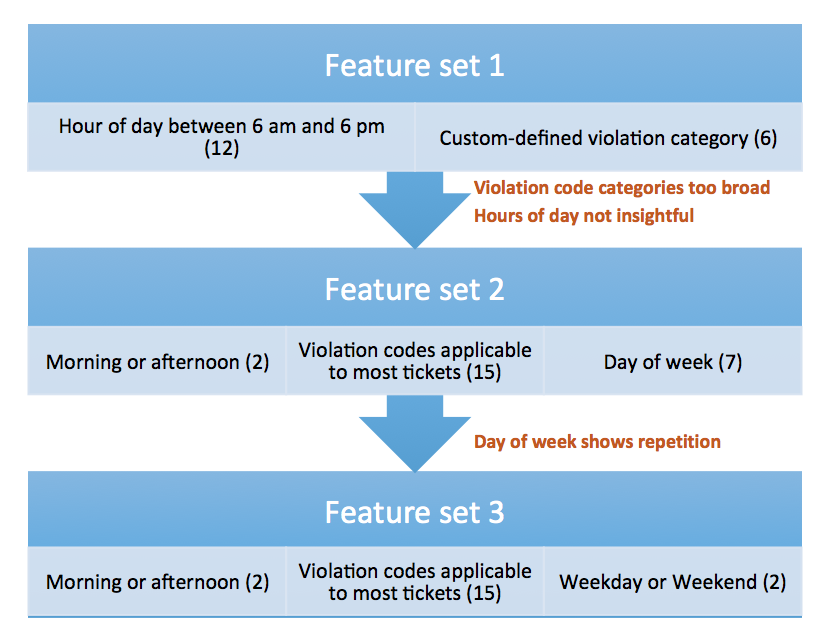 Feature set 1
Hour of day between 6 am and 6 pm
(12)
Custom-defined violation category (6)
Violation code categories too broad
Hours of day not insightful
Feature set 2
Morning or afternoon (2)
Violation codes applicable
to most tickets (15)
Day of week (7)
Day of week shows repetition
Feature set 3
Morning or afternoon (2)
Violation codes applicable
to most tickets (15)
Weekday or Weekend (2)